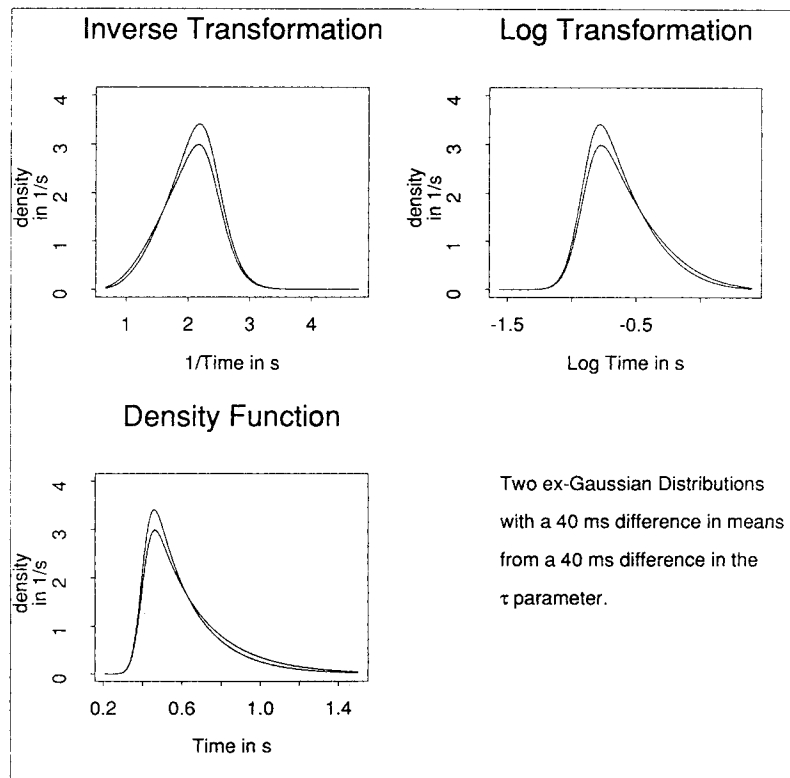 Inverse Transformation
density
in 1/s
4
3
2
1
0
1 2 3 4
1/Time in s
Log Transformation
density
in 1/s
4
3
2
1
0
-1.5 -0.5
Log Time in s
Density Function
density
in 1/s
4
3
2
1
0
0.2 0.6 1.0 1.4
Time in s
Two ex-Gaussian Distributions
with a 40 ms difference in means
from a 40 ms difference in the
τ parameter.